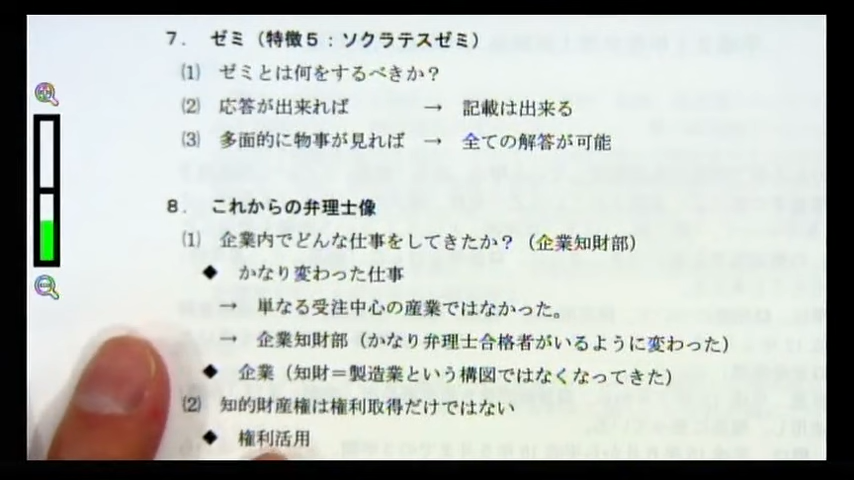 7. ゼミ(特徴5:ソクラテスゼミ)
(1) ゼミとは何をするべきか?
(2) 応答が出来れば → 記載は出来る
(3) 多面的に物事が見れば → 全ての解答が可能
8. これからの弁理士像
(1) 企業内でどんな仕事をしてきたか?(企業知財部)
◆ かなり変わった仕事
→ 単なる受注中心の産業ではなかった。
→ 企業知財部(かなり弁理士合格者がいるように変わった)
◆ 企業(知財=製造業という構図ではなくなってきた)
(2) 知的財産権は権利取得だけではない
◆ 権利活用